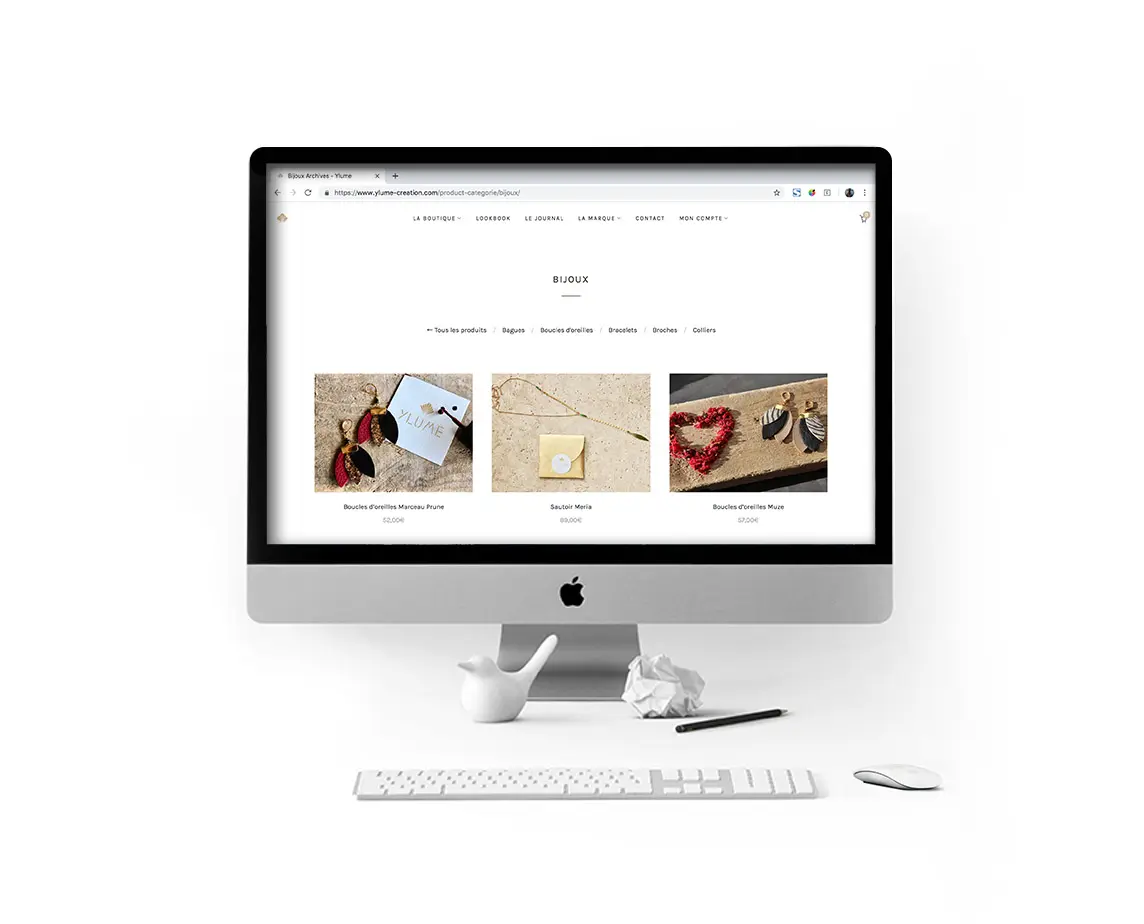 Bijoux Archives - Ylume
https://www.ylume-creation.com/product-categorie/bijoux/
LA BOUTIQUE LOOKBOOK LE JOURNAL LA MARQUE CONTACT MON COMPTE
BIJOUX
← Tous les produits / Bagues / Boucles d'oreilles / Bracelets / Broches / Colliers
YLUME
Boucles d'oreilles Marceau Prune
52,00€
Sautoir Meria
69,00€
Boucles d'oreilles Muze
57,00€